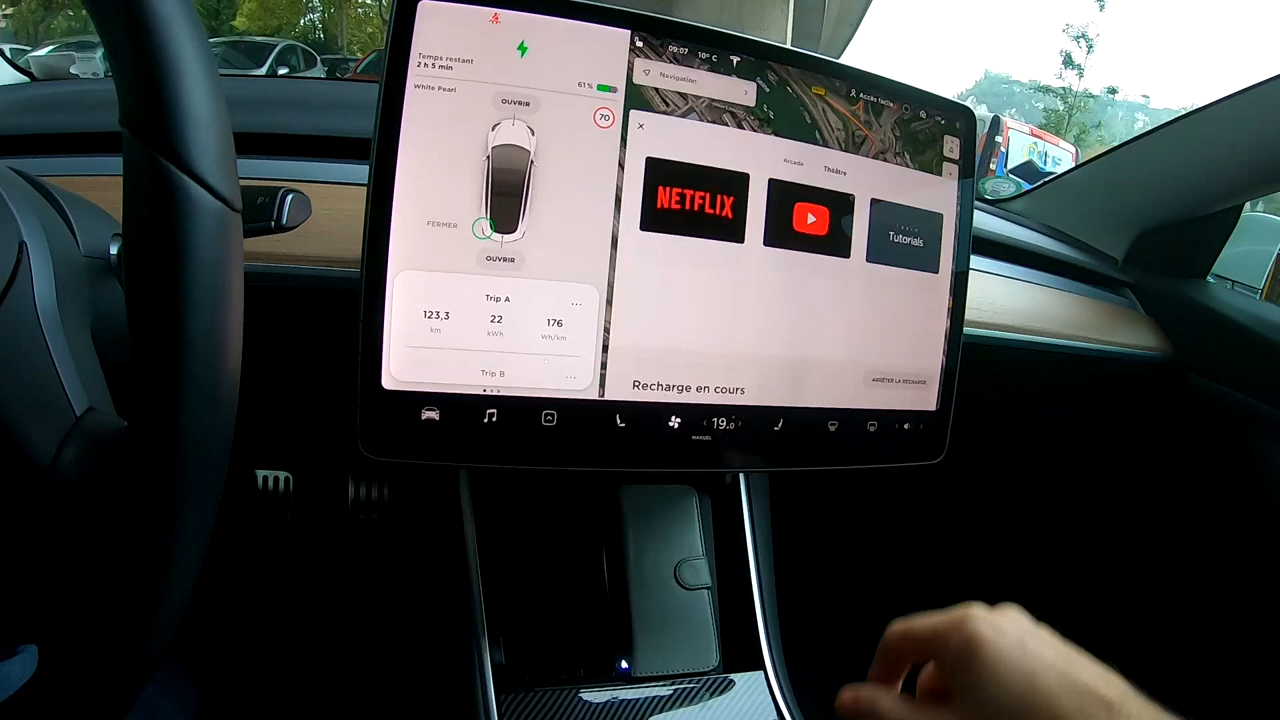 Temps restant
2 h 5 min
61%
White Pearl
OUVRIR
70
FERMER
OUVRIR
Trip A
123,3
22
176
km
kWh
Wh/km
Trip B
09:07
10° C
Accès facile
Navigation
Arcade
Théâtre
NETFLIX
TESLA
Tutorials
Recharge en cours
ARRÊTER LA RECHARGE
19.0
MANUEL
P